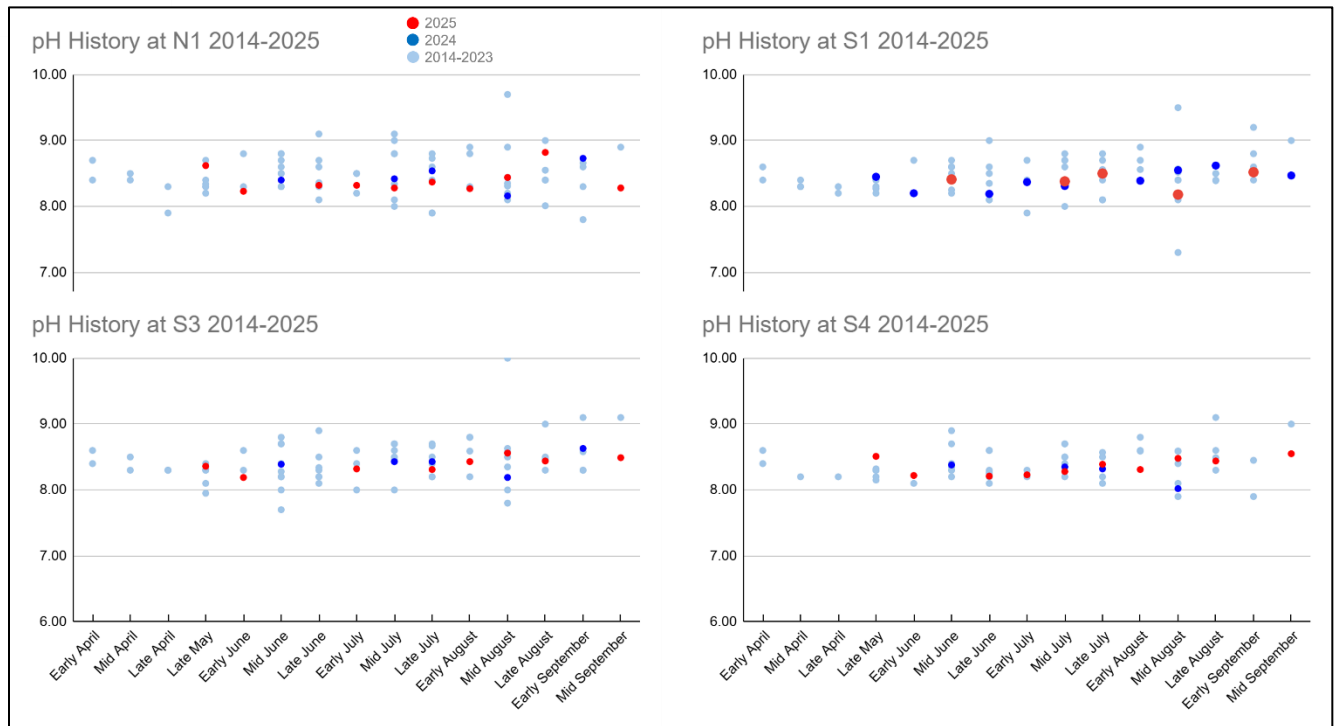 pH History at N1 2014-2025
2025
2024
2014-2023
10.00
9.00
8.00
7.00
pH History at S1 2014-2025
10.00
9.00
8.00
7.00
pH History at S3 2014-2025
10.00
9.00
8.00
7.00
6.00
Early April
Mid April
Late April
Late May
Early June
Mid June
Late June
Early July
Mid July
Late July
Early August
Mid August
Late August
Early September
Mid September
pH History at S4 2014-2025
10.00
9.00
8.00
7.00
6.00
Early April
Mid April
Late April
Late May
Early June
Mid June
Late June
Early July
Mid July
Late July
Early August
Mid August
Late August
Early September
Mid September